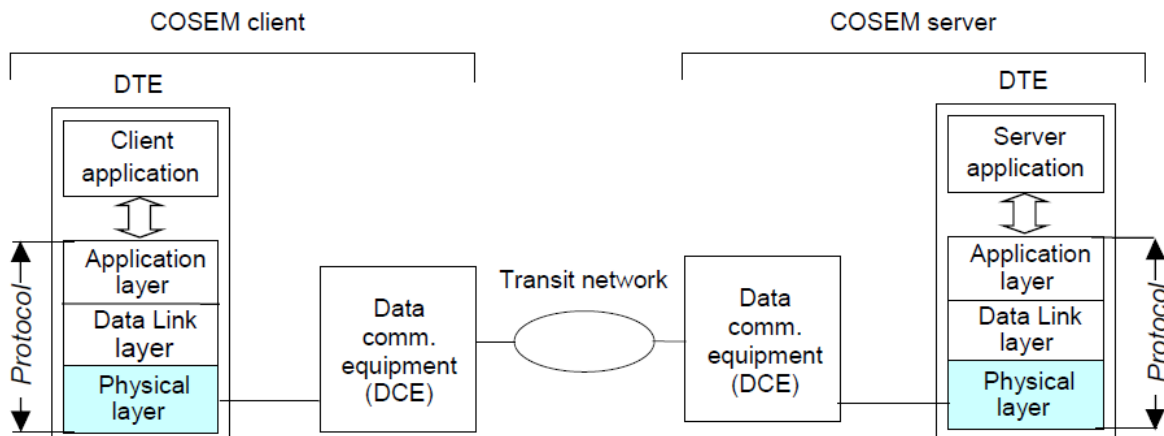 COSEM client
COSEM server
DTE
DTE
Client
application
Server
application
Protocol
Application
layer
Data Link
layer
Physical
layer
Data
comm.
equipment
(DCE)
Transit network
Data
comm.
equipment
(DCE)
Application
layer
Data Link
layer
Physical
layer
Protocol